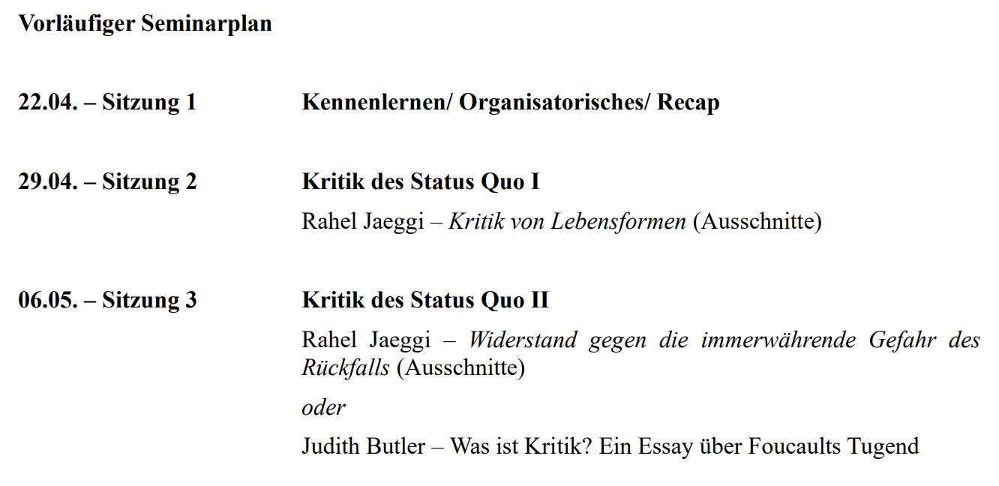 Vorläufiger Seminarplan
22.04. – Sitzung 1 Kennenlernen/ Organisatorisches/ Recap
29.04. – Sitzung 2 Kritik des Status Quo I
Rahel Jaeggi – Kritik von Lebensformen (Ausschnitte)
06.05. – Sitzung 3 Kritik des Status Quo II
Rahel Jaeggi – Widerstand gegen die immerwährende Gefahr des
Rückfalls (Ausschnitte)
oder
Judith Butler – Was ist Kritik? Ein Essay über Foucaults Tugend